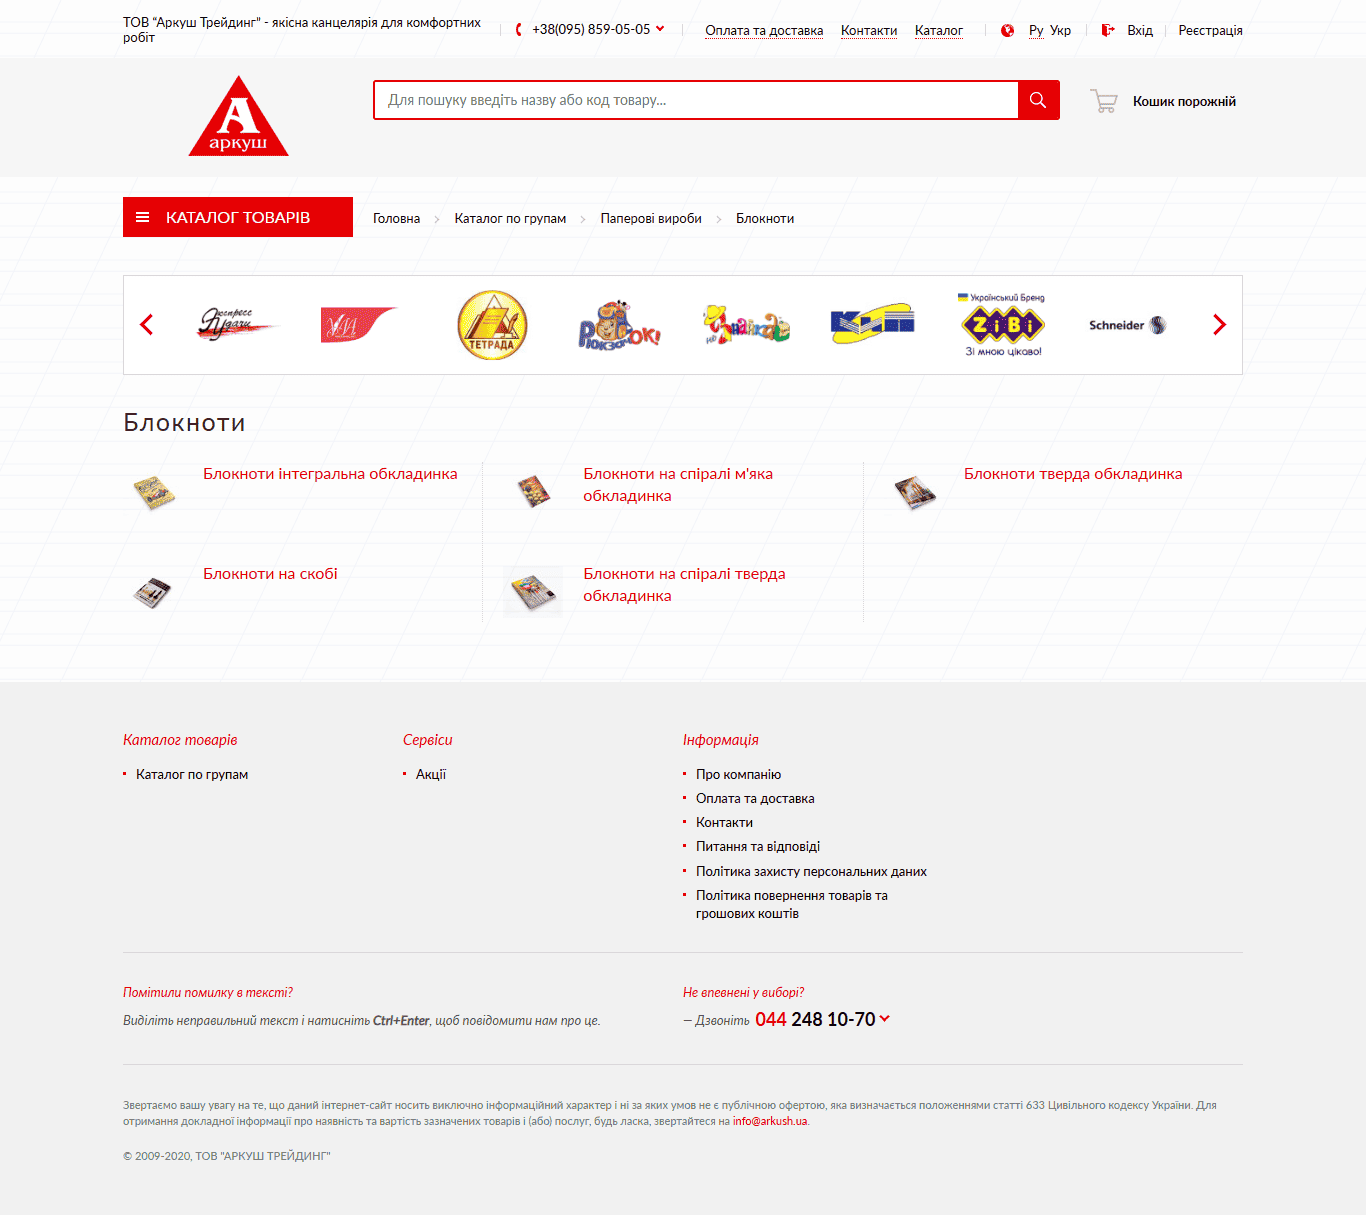 ТОВ “Аркуш Трейдинг” - якісна канцелярія для комфортних
робіт
+38(095) 859-05-05
Оплата та доставка
Контакти
Каталог
Ру Укр
Вхід
Реєстрація
А
аркуш
Для пошуку введіть назву або код товару...
Кошик порожній
КАТАЛОГ ТОВАРІВ
Головна
Каталог по групам
Паперові вироби
Блокноти
Экспресс
Удачи
ТЕТРАДА
РЮКЗАЧОК!
Знайка
КИП
Український Бренд
ZiBi
Зі мною цікаво!
Schneider
Блокноти
Блокноти інтегральна обкладинка
Блокноти на спіралі м'яка
обкладинка
Блокноти тверда обкладинка
Блокноти на скобі
Блокноти на спіралі тверда
обкладинка
Каталог товарів
Каталог по групам
Сервіси
Акції
Інформація
Про компанію
Оплата та доставка
Контакти
Питання та відповіді
Політика захисту персональних даних
Політика повернення товарів та
грошових коштів
Помітили помилку в тексті?
Виділіть неправильний текст і натисніть Ctrl+Enter, щоб повідомити нам про це.
Не впевнені у виборі?
— Дзвоніть 044 248 10-70
Звертаємо вашу увагу на те, що даний інтернет-сайт носить виключно інформаційний характер і ні за яких умов не є публічною офертою, яка визначається положеннями статті 633 Цивільного кодексу України. Для
отримання докладної інформації про наявність та вартість зазначених товарів і (або) послуг, будь ласка, звертайтеся на info@arkush.ua.
© 2009-2020, ТОВ "АРКУШ ТРЕЙДИНГ"